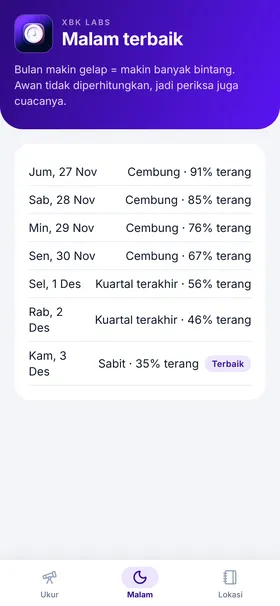 XBK LABS
Malam terbaik
Bulan makin gelap = makin banyak bintang.
Awan tidak diperhitungkan, jadi periksa juga
cuacanya.
Jum, 27 Nov Cembung · 91% terang
Sab, 28 Nov Cembung · 85% terang
Min, 29 Nov Cembung · 76% terang
Sen, 30 Nov Cembung · 67% terang
Sel, 1 Des Kuartal terakhir · 56% terang
Rab, 2
Des Kuartal terakhir · 46% terang
Kam, 3
Des Sabit · 35% terang Terbaik
Ukur Malam Lokasi